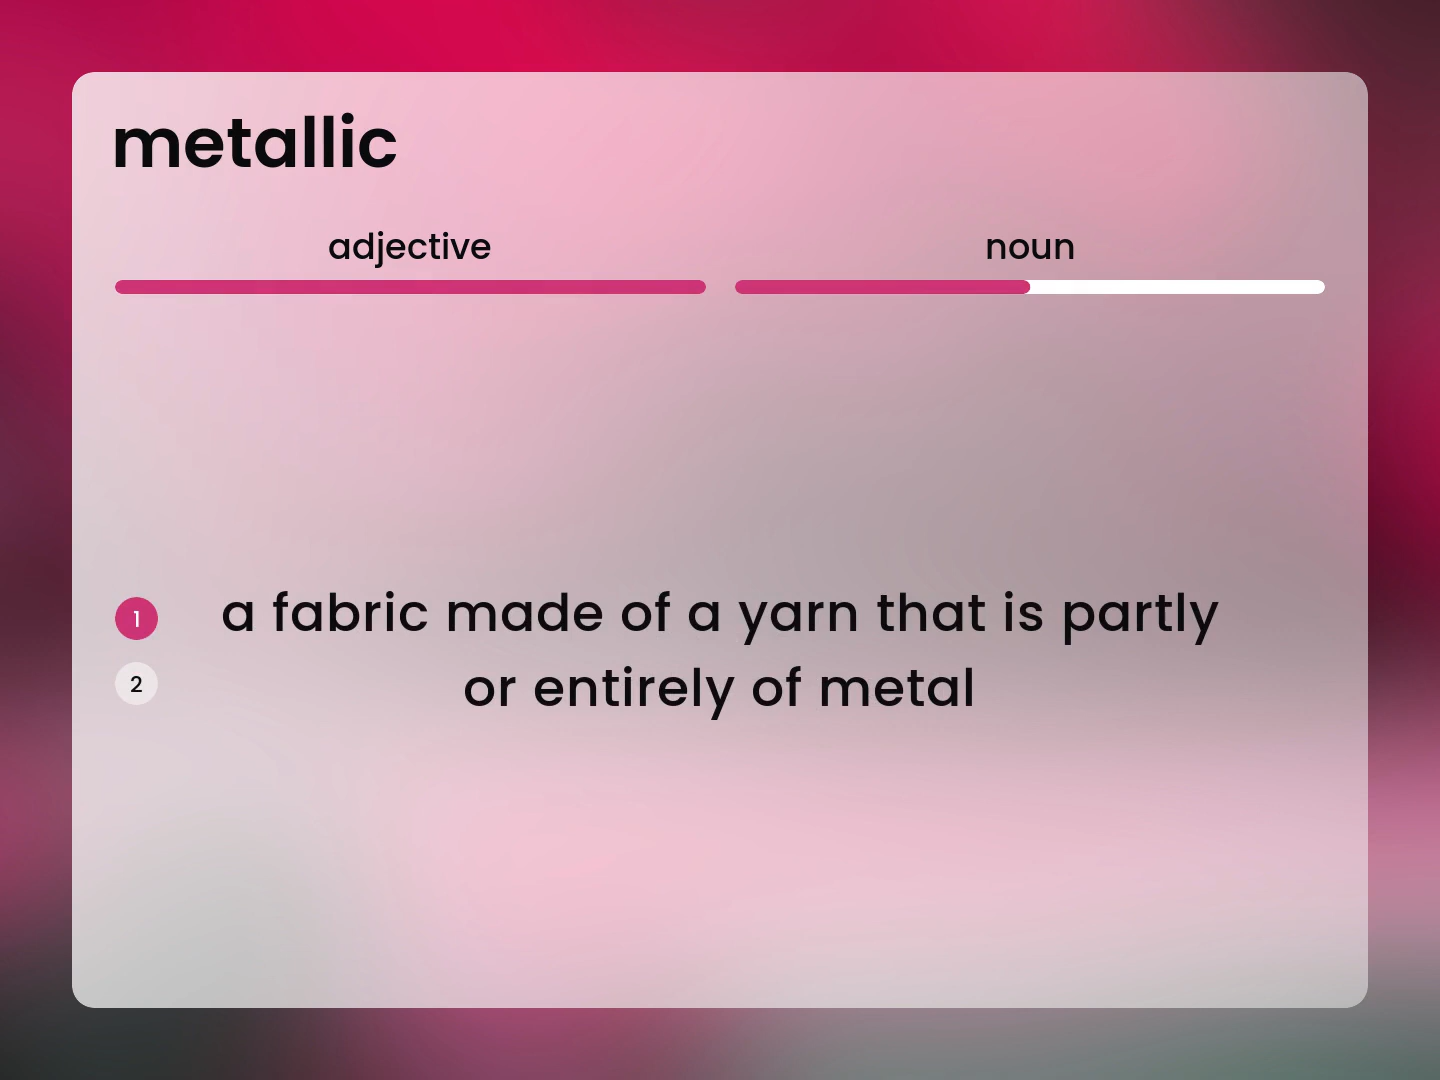 metallic
adjective
noun
1
a fabric made of a yarn that is partly
2
or entirely of metal